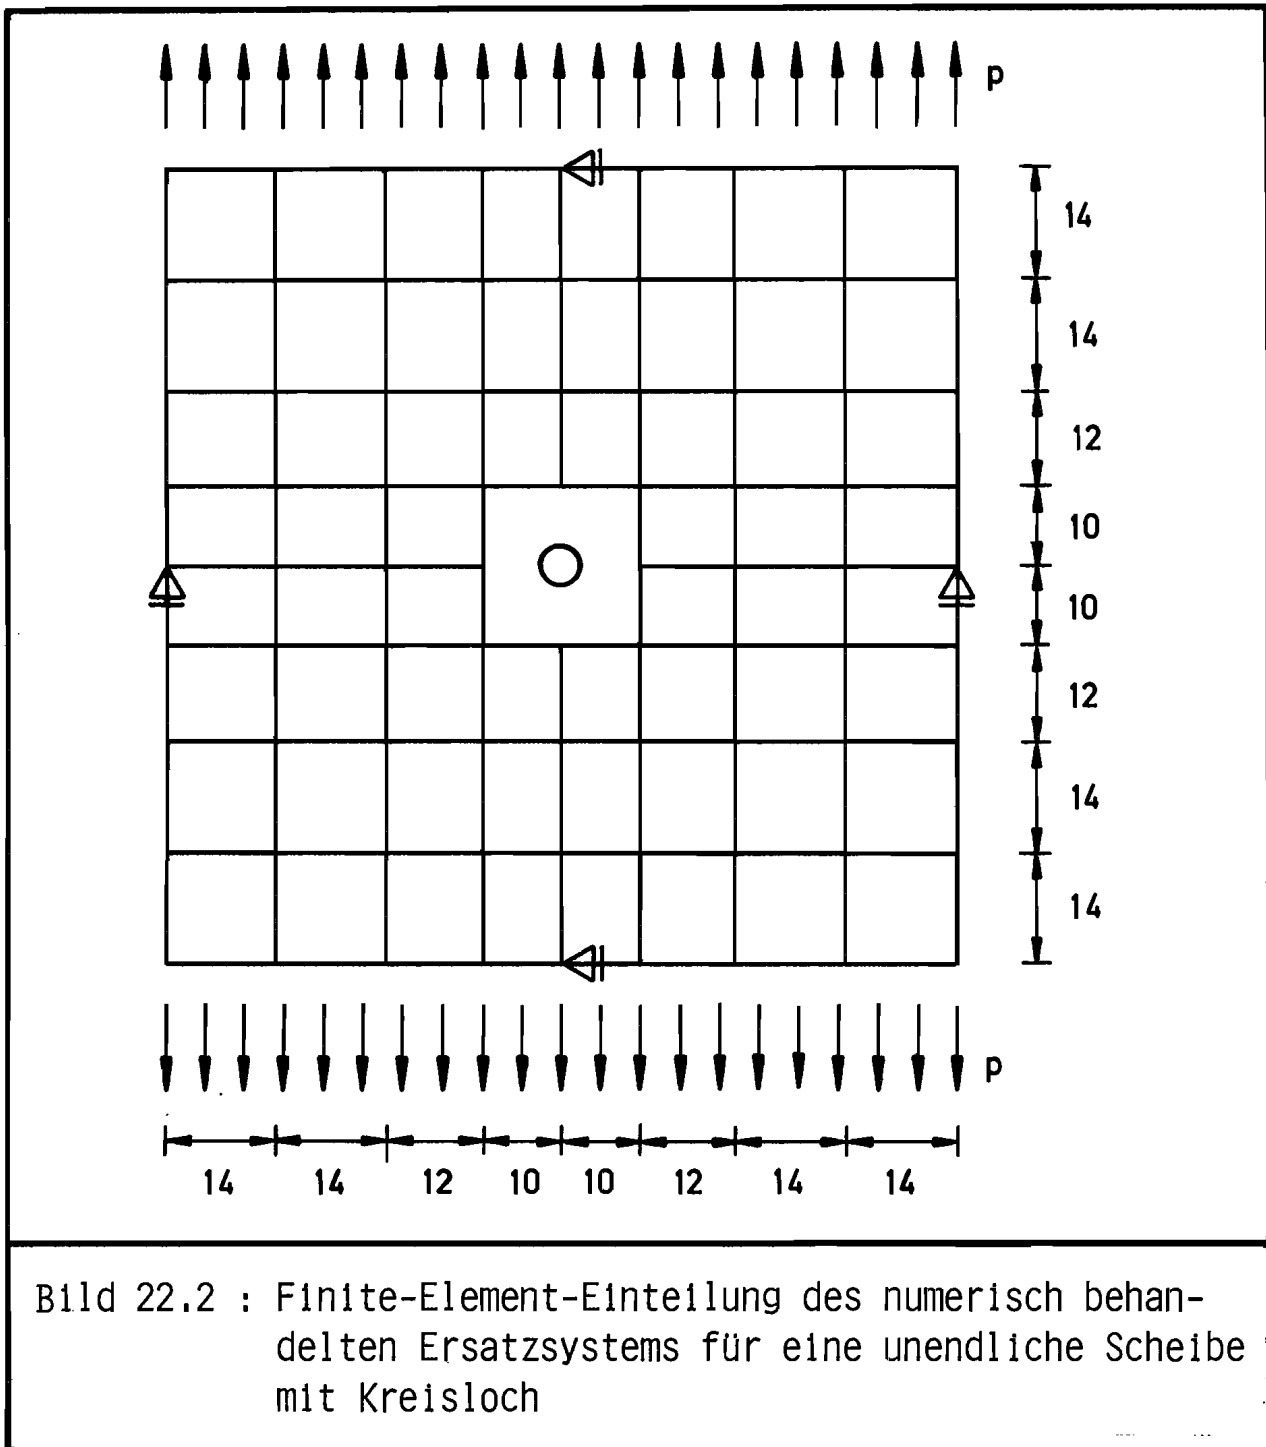 p
14
14
12
10
10
12
14
14
p
14 14 12 10 10 12 14 14
Bild 22.2 : Finite-Element-Einteilung des numerisch behan-
delten Ersatzsystems für eine unendliche Scheibe
mit Kreisloch